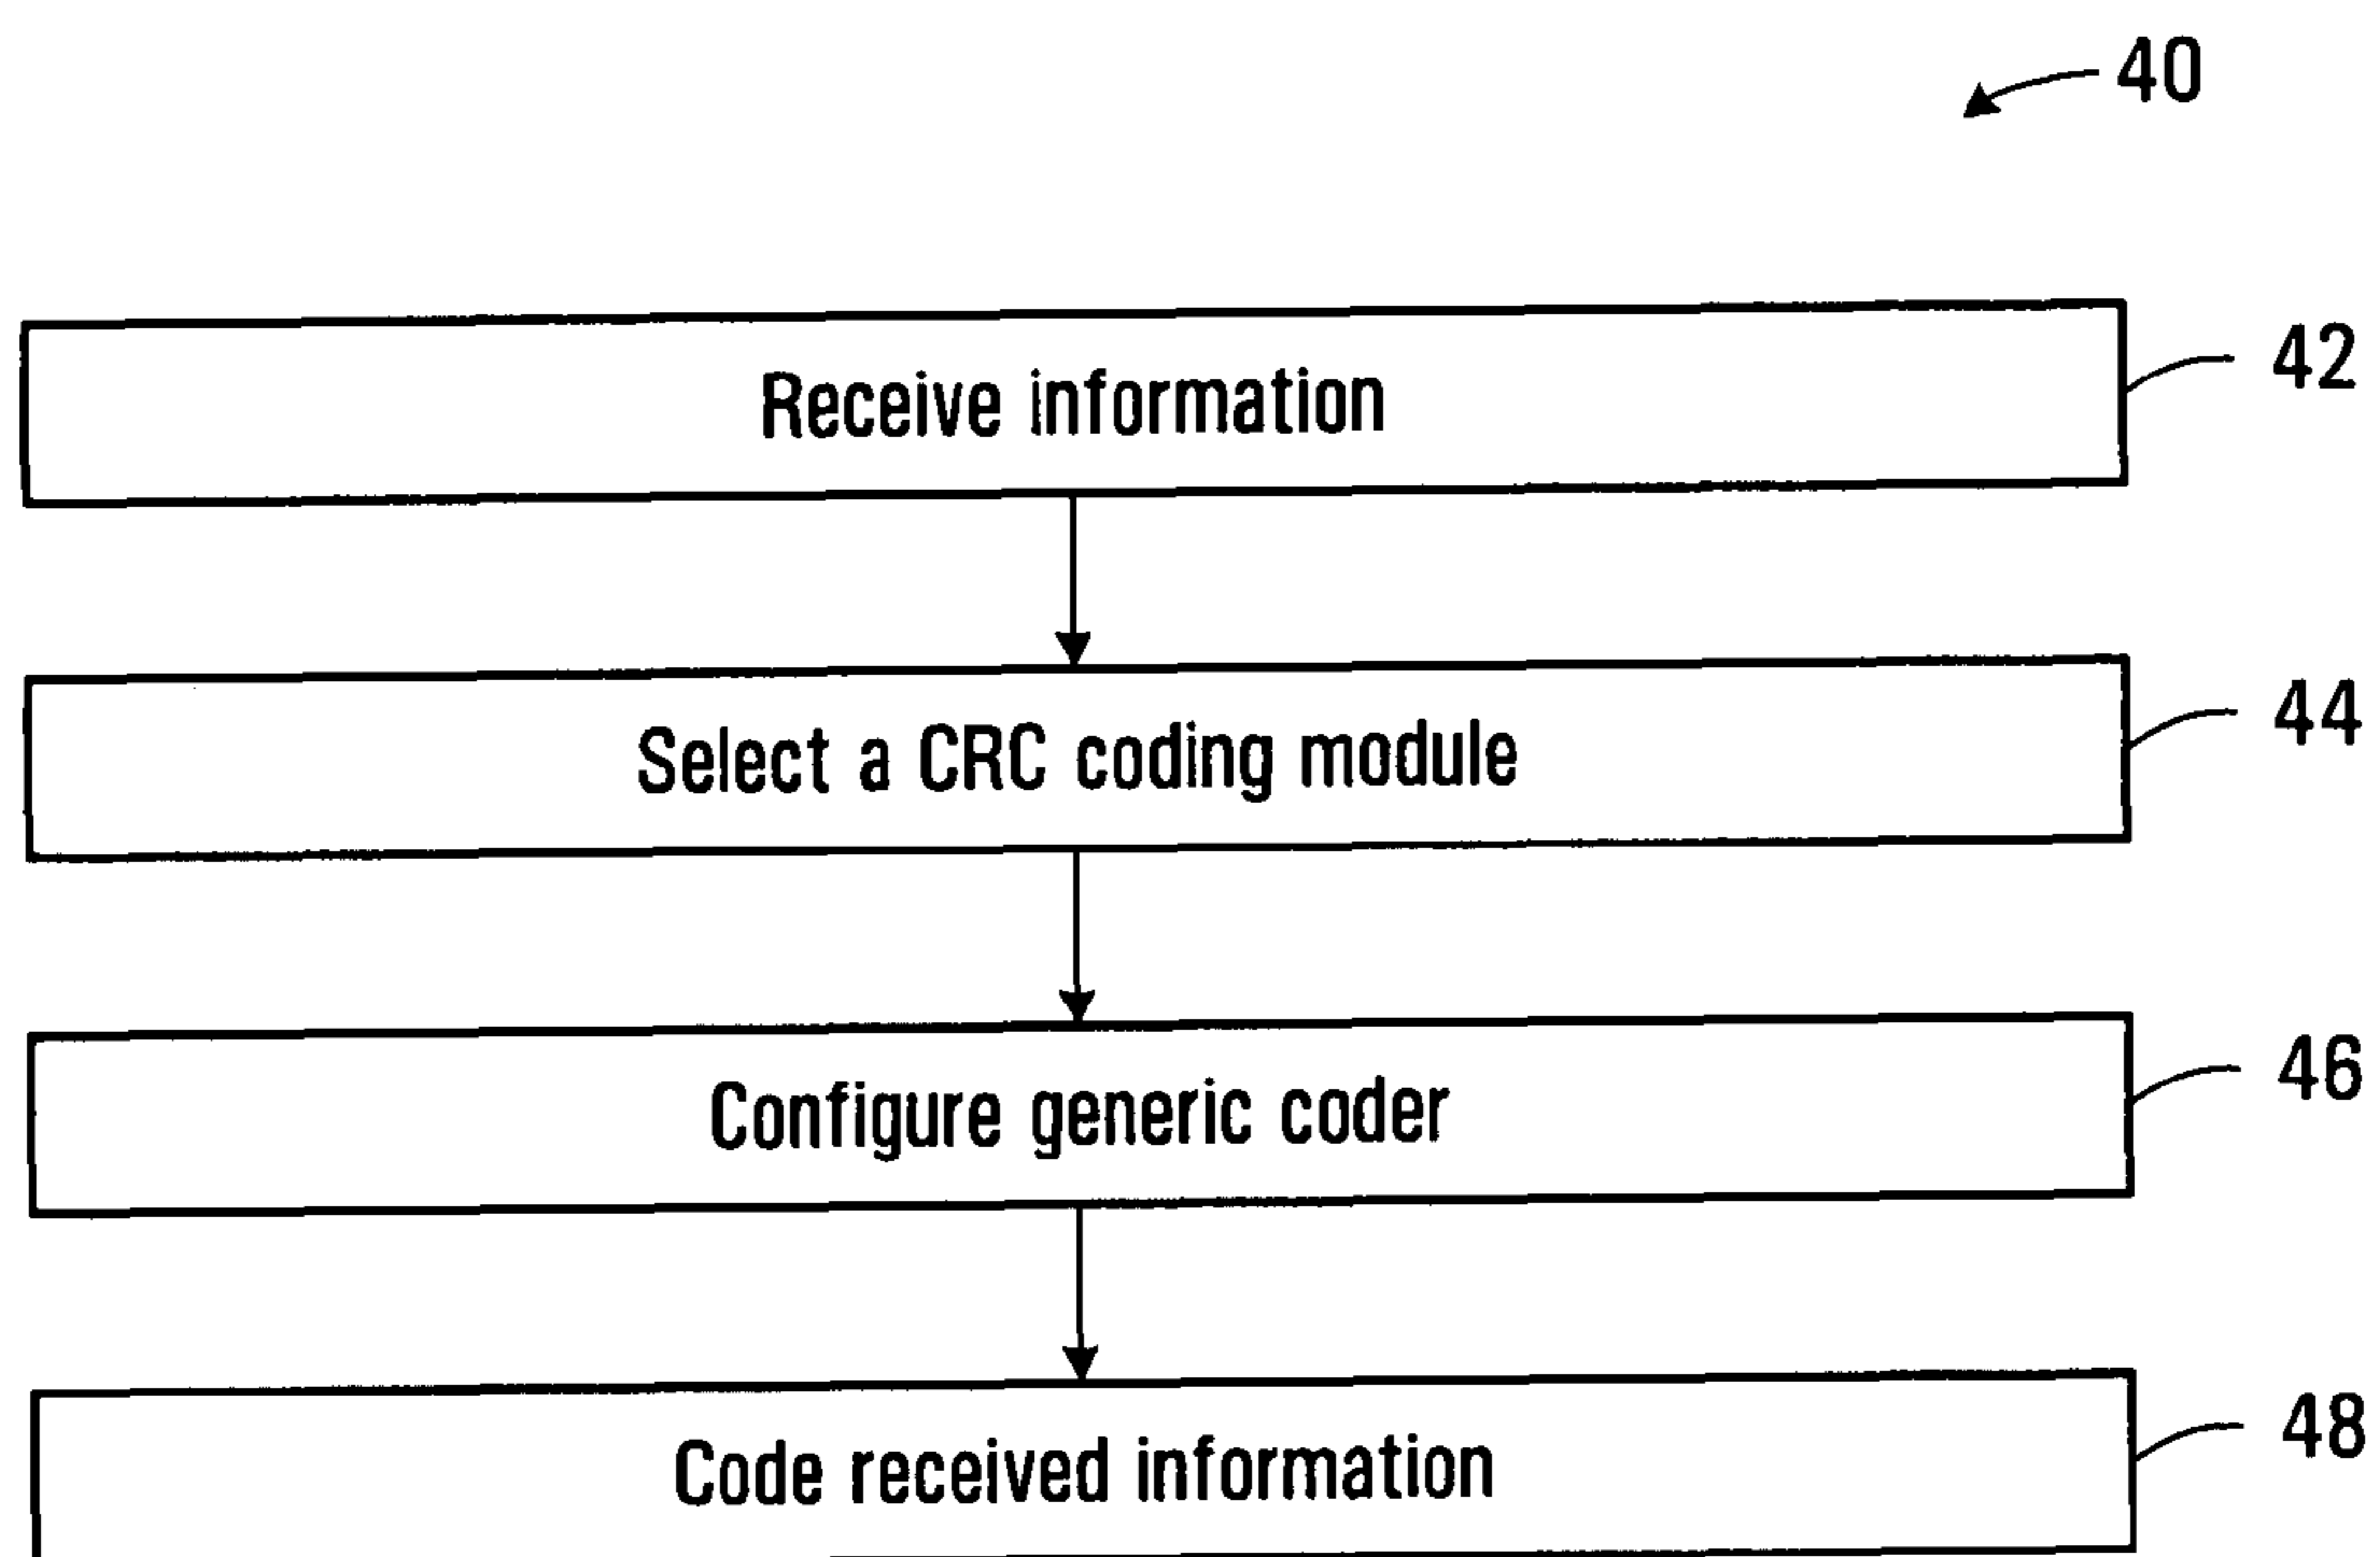 40
Receive information
42
Select a CRC coding module
44
Configure generic coder
46
Code received information
48